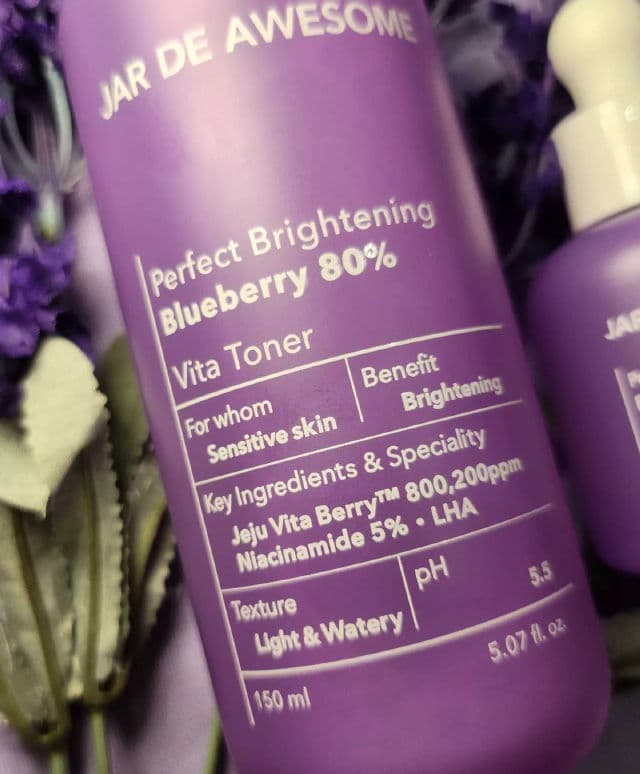 JAR DE AWESOME
Perfect Brightening
Blueberry 80%
Vita Toner
For whom
Sensitive skin
Benefit
Brightening
Key Ingredients & Speciality
Jeju Vita Berry™ 800,200ppm
Niacinamide 5% • LHA
Texture
Light & Watery
pH
5.5
150 ml
5.07 fl. oz.